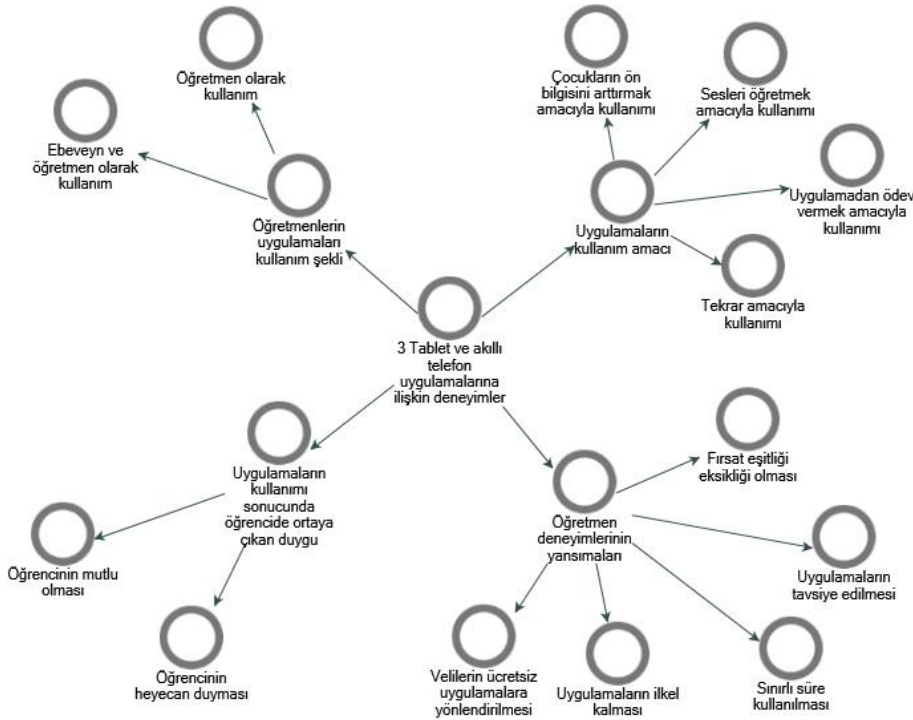 Öğretmen olarak
kullanım
Ebeveyn ve
öğretmen olarak
kullanım
Öğretmenlerin
uygulamaları
kullanım şekli
Çocukların ön
bilgisini arttırmak
amacıyla kullanımı
Sesleri öğretmek
amacıyla kullanımı
Uygulamadan ödev
vermek amacıyla
kullanımı
Uygulamaların
kullanım amacı
Tekrar amacıyla
kullanımı
3 Tablet ve akıllı
telefon
uygulamalarına
ilişkin deneyimler
Uygulamaların
kullanımı
sonucunda
öğrencide ortaya
çıkan duygu
Öğrencinin mutlu
olması
Öğrencinin
heyecan duyması
Fırsat eşitliği
eksikliği olması
Öğretmen
deneyimlerinin
yansımaları
Uygulamaların
tavsiye edilmesi
Velilerin ücretsiz
uygulamalara
yönlendirilmesi
Uygulamaların ilkel
kalması
Sınırlı süre
kullanılması